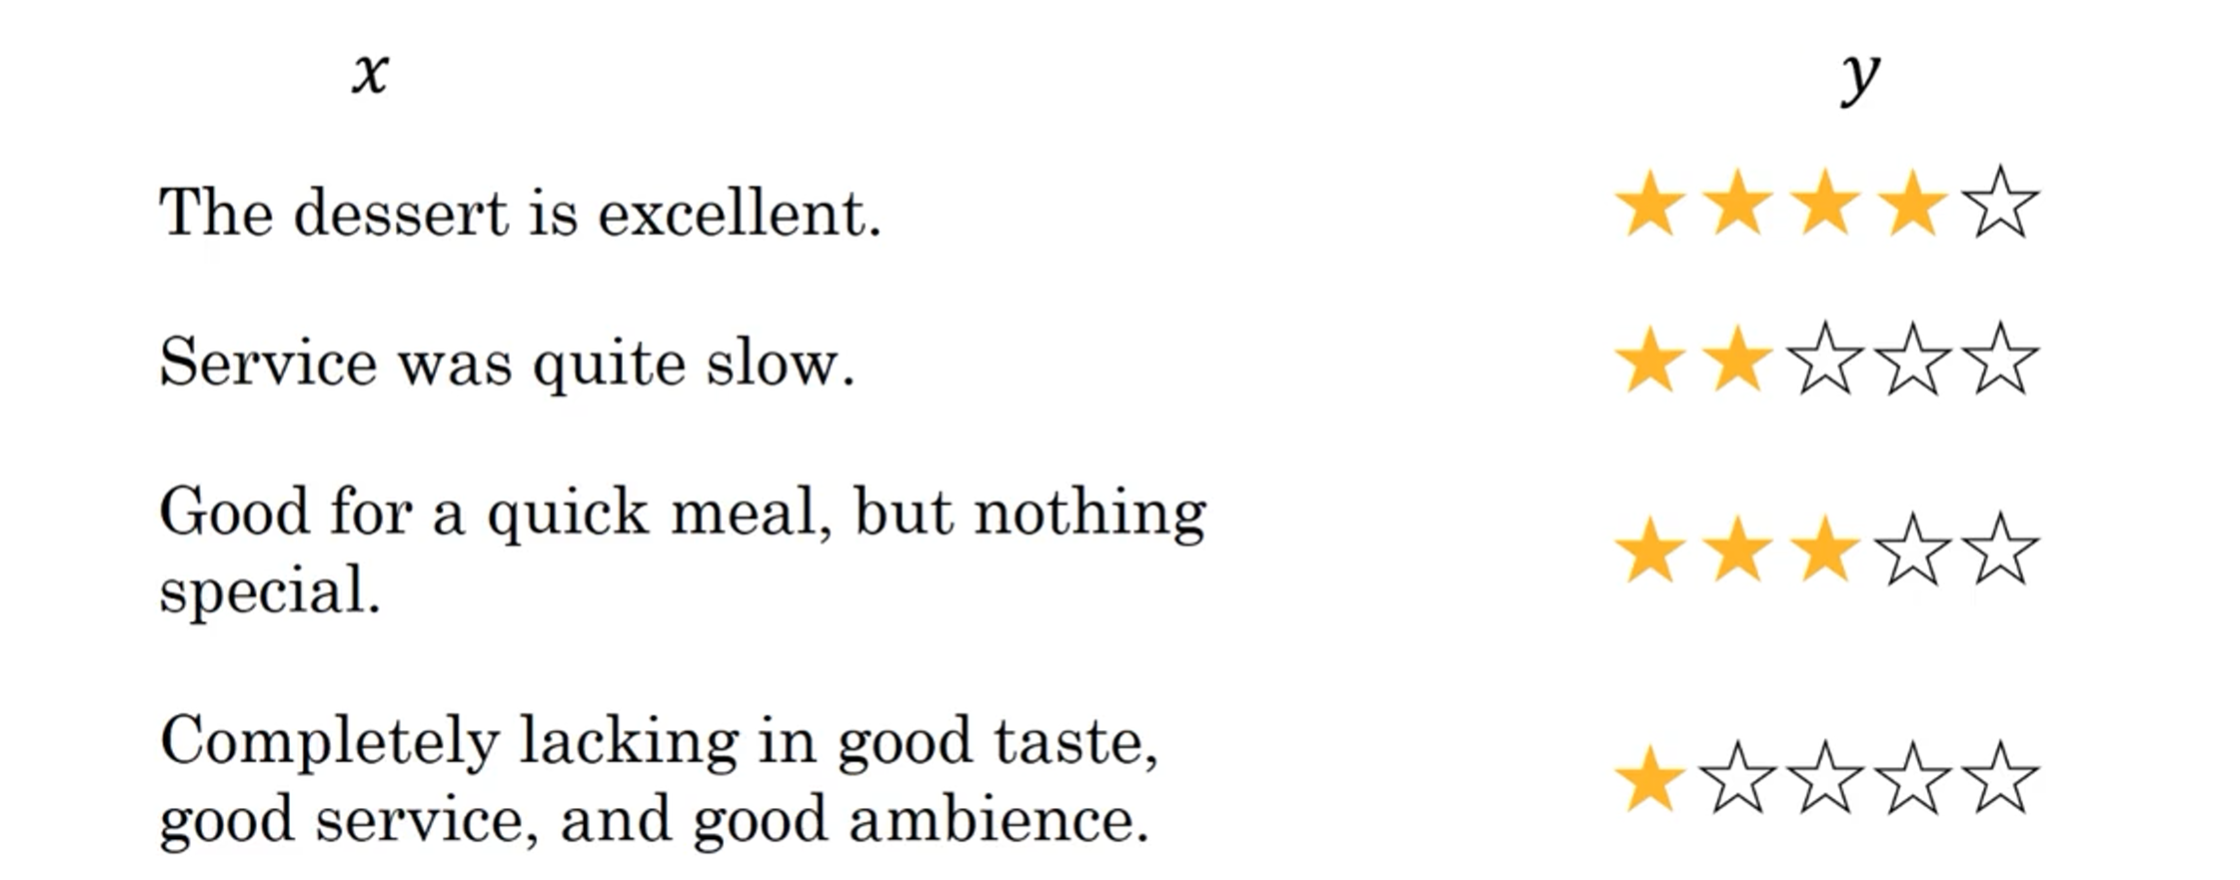 x y
The dessert is excellent.
Service was quite slow.
Good for a quick meal, but nothing
special.
Completely lacking in good taste,
good service, and good ambience.